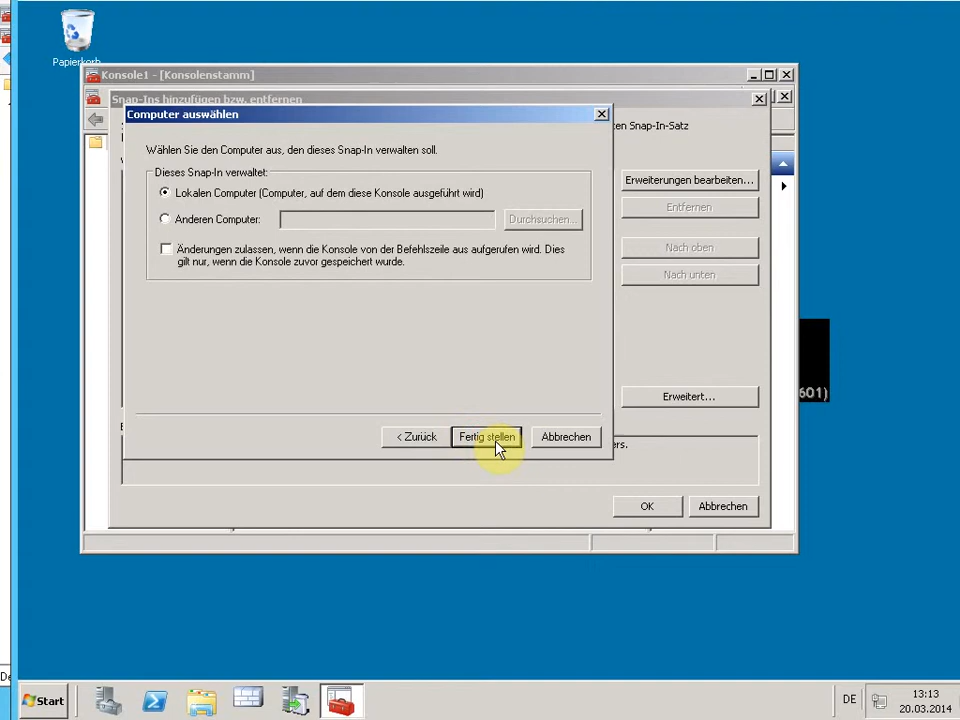 Papierkorb
Konsole1 - [Konsolenstamm]
Snap-Ins hinzufügen bzw. entfernen
Computer auswählen
ten Snap-In-Satz
Wählen Sie den Computer aus, den dieses Snap-In verwalten soll.
Dieses Snap-In verwaltet:
Lokalen Computer (Computer, auf dem diese Konsole ausgeführt wird)
Anderen Computer:
Durchsuchen...
Änderungen zulassen, wenn die Konsole von der Befehlszeile aus aufgerufen wird. Dies
gilt nur, wenn die Konsole zuvor gespeichert wurde.
Erweiterungen bearbeiten...
Entfernen
Nach oben
Nach unten
601)
Erweitert...
< Zurück
Fertig stellen
Abbrechen
rs.
OK
Abbrechen
De
Start
DE
13:13
20.03.2014